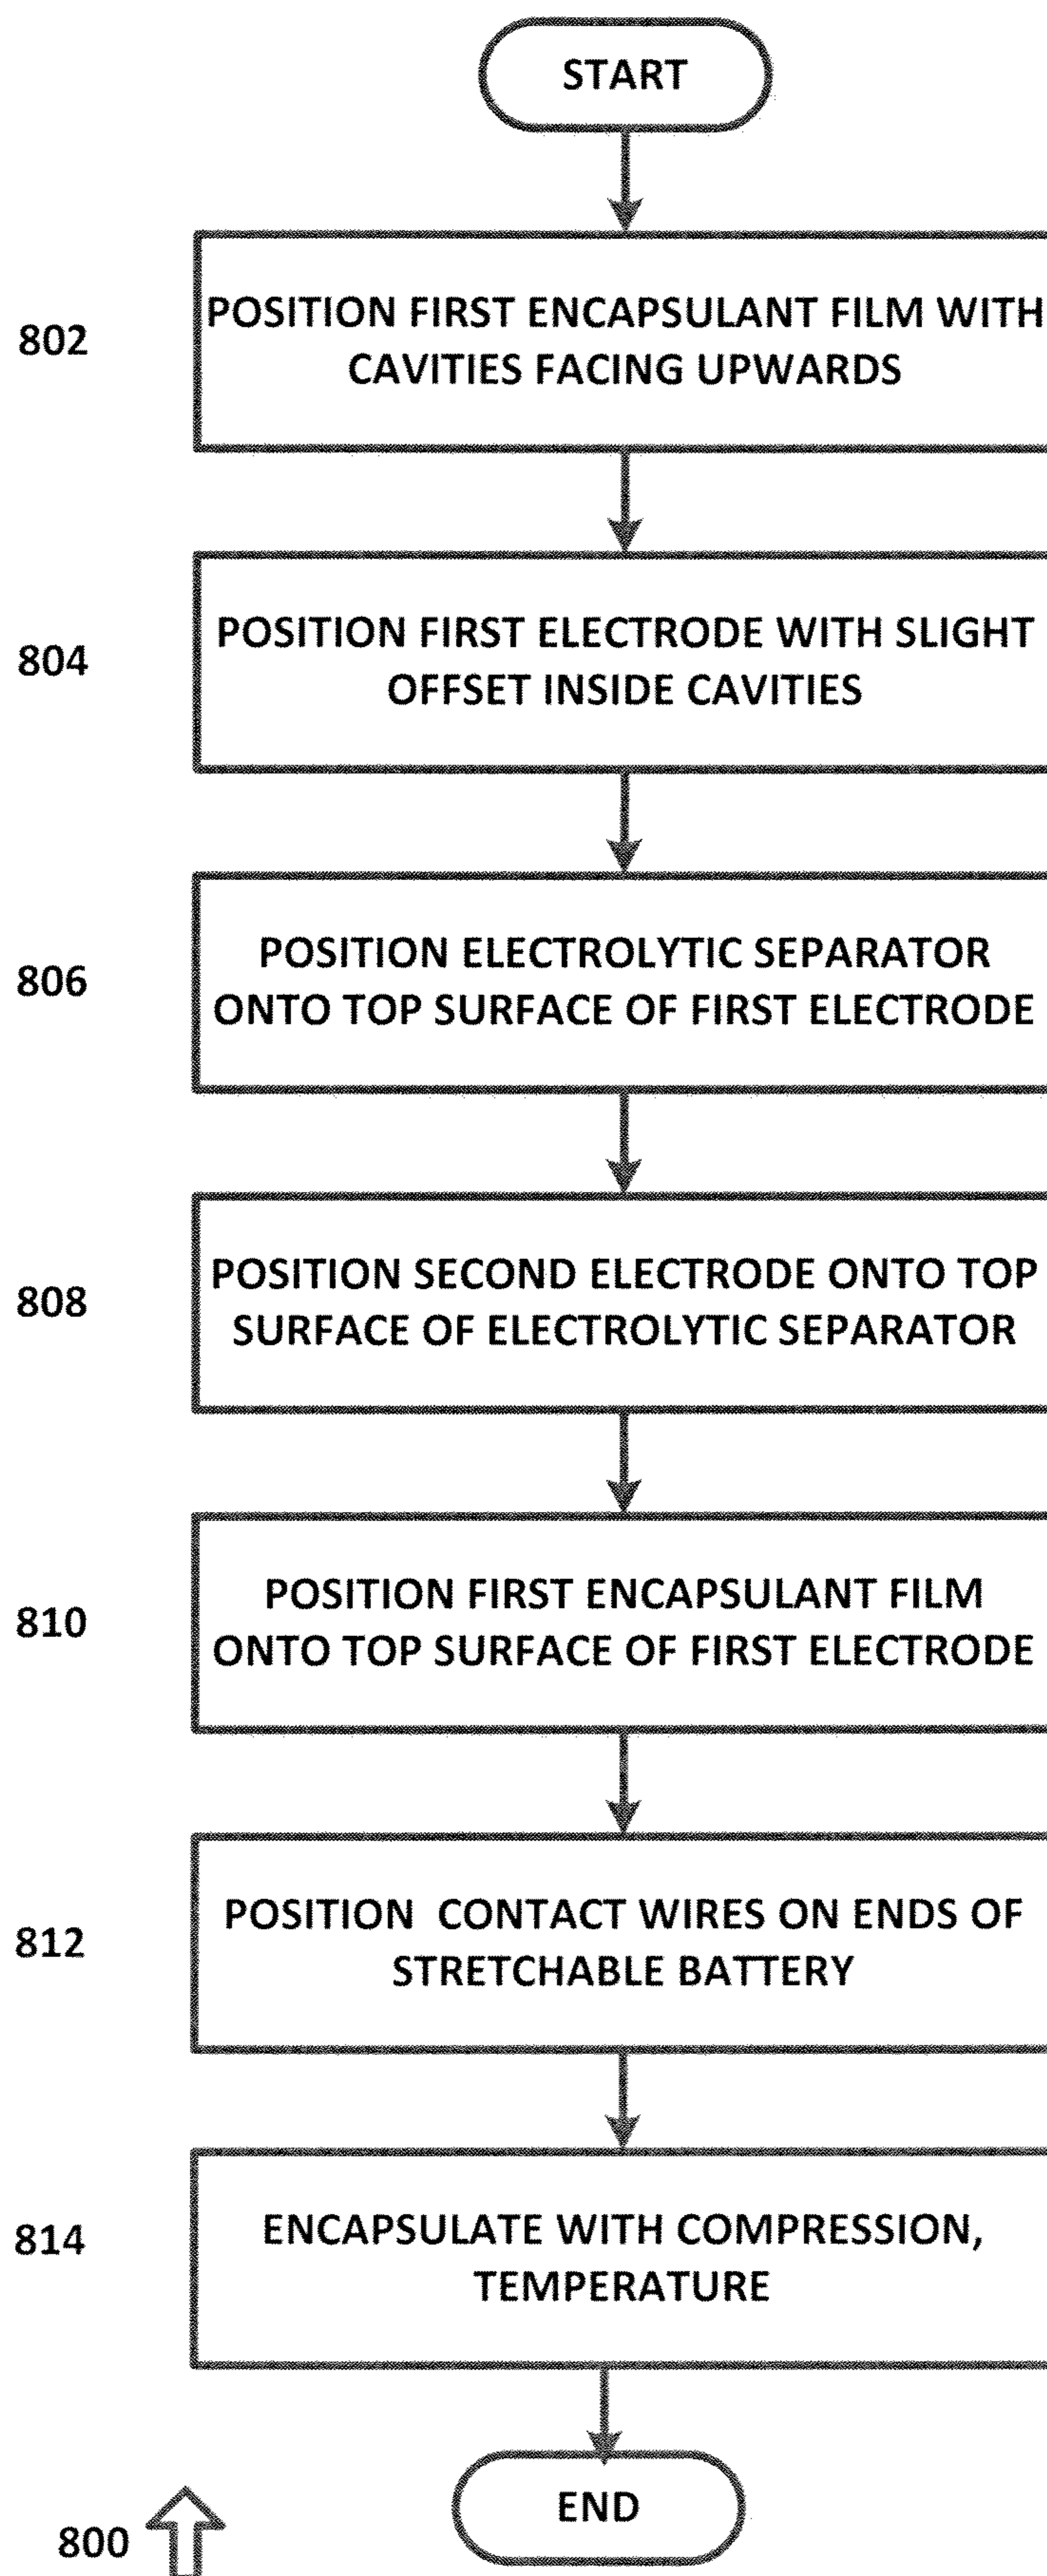 START
802
POSITION FIRST ENCAPSULANT FILM WITH
CAVITIES FACING UPWARDS
804
POSITION FIRST ELECTRODE WITH SLIGHT
OFFSET INSIDE CAVITIES
806
POSITION ELECTROLYTIC SEPARATOR
ONTO TOP SURFACE OF FIRST ELECTRODE
808
POSITION SECOND ELECTRODE ONTO TOP
SURFACE OF ELECTROLYTIC SEPARATOR
810
POSITION FIRST ENCAPSULANT FILM
ONTO TOP SURFACE OF FIRST ELECTRODE
812
POSITION CONTACT WIRES ON ENDS OF
STRETCHABLE BATTERY
814
ENCAPSULATE WITH COMPRESSION,
TEMPERATURE
END
800